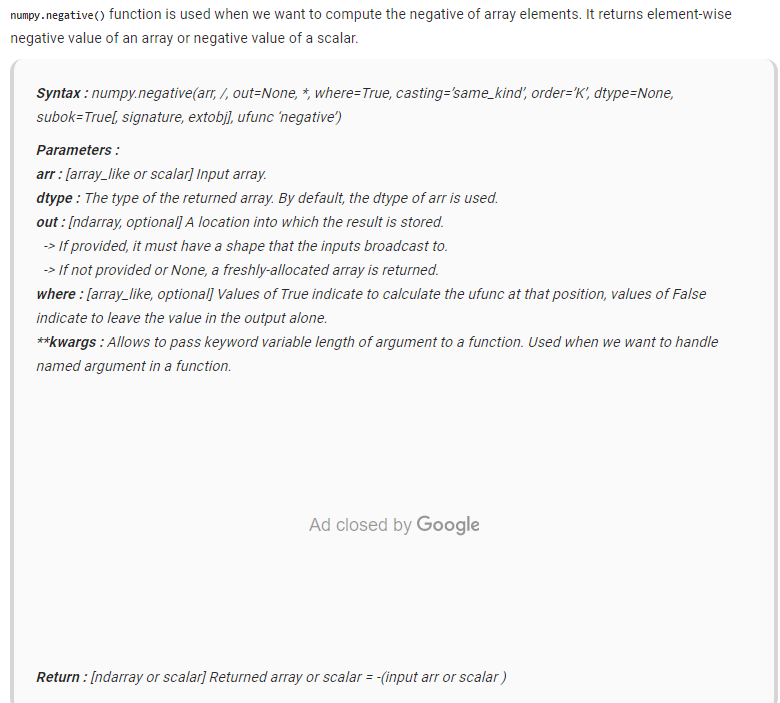 numpy.negative() function is used when we want to compute the negative of array elements. It returns element-wise
negative value of an array or negative value of a scalar.
Syntax : numpy.negative(arr, /, out=None, *, where=True, casting=’same_kind’, order=’K’, dtype=None,
subok=True[, signature, extobj], ufunc ‘negative’)
Parameters :
arr : [array_like or scalar] Input array.
dtype : The type of the returned array. By default, the dtype of arr is used.
out : [ndarray, optional] A location into which the result is stored.
-> If provided, it must have a shape that the inputs broadcast to.
-> If not provided or None, a freshly-allocated array is returned.
where : [array_like, optional] Values of True indicate to calculate the ufunc at that position, values of False
indicate to leave the value in the output alone.
**kwargs : Allows to pass keyword variable length of argument to a function. Used when we want to handle
named argument in a function.
Ad closed by Google
Return : [ndarray or scalar] Returned array or scalar = -(input arr or scalar )